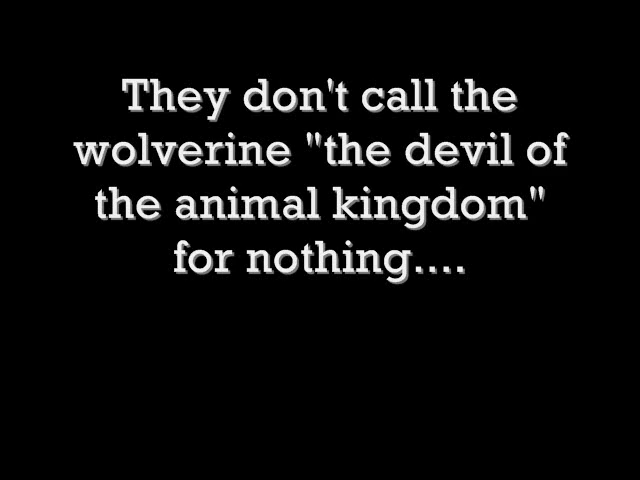 They don't call the
wolverine "the devil of
the animal kingdom"
for nothing....